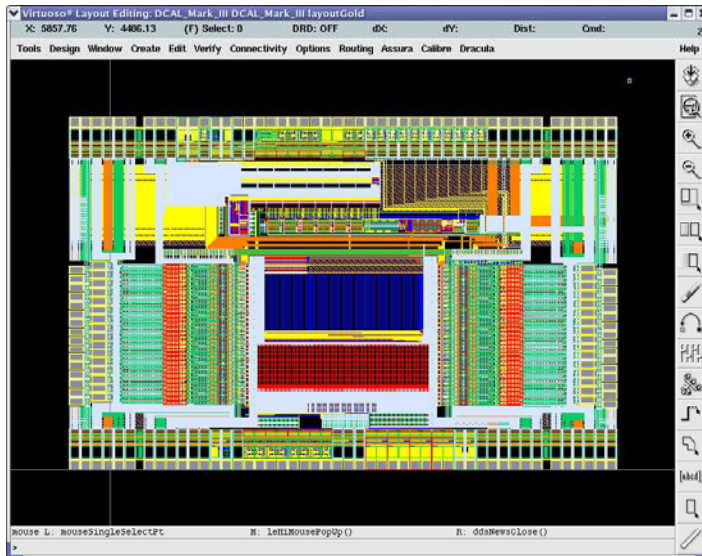 Virtuoso® Layout Editing: DCAL_Mark_III DCAL_Mark_III layoutGold
X: 5857.76 Y: 4406.13 (F) Select: 0 DRD: OFF dX: dY: Dist: Cmd:
2
Tools Design Window Create Edit Verify Connectivity Options Routing Assura Calibre Dracula Help
[abcd]
mouse L: mouseSingleSelectPt M: leHiMousePopUp() R: ddsNewsClose()
>